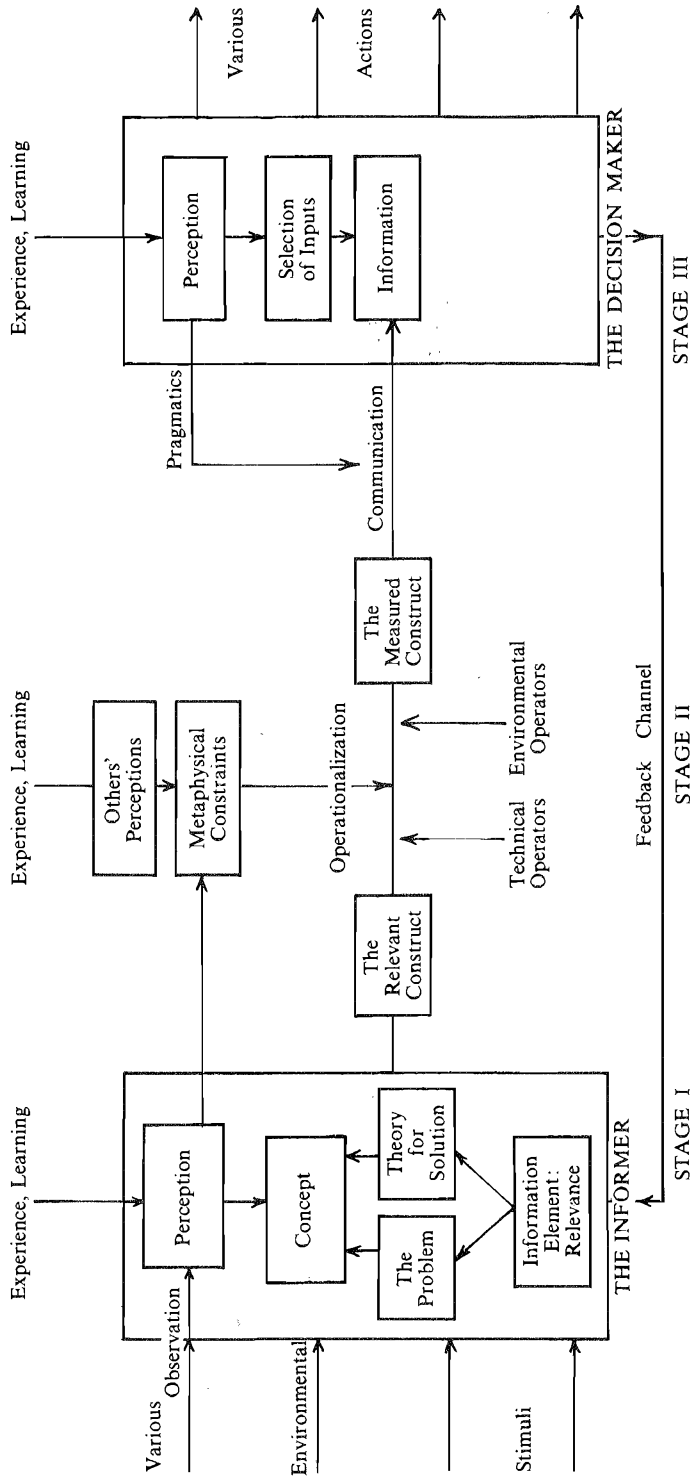 Experience, Learning
Various
Observation
Environmental
Stimuli
Perception
Concept
The
Problem
Theory
for
Solution
Information
Element:
Relevance
THE INFORMER
STAGE I
The
Relevant
Construct
Experience, Learning
Others'
Perceptions
Metaphysical
Constraints
Operationalization
Technical
Operators
Environmental
Operators
The
Measured
Construct
Feedback Channel
STAGE II
Pragmatics
Communication
Experience, Learning
Perception
Selection
of Inputs
Information
THE DECISION MAKER
STAGE III
Various
Actions